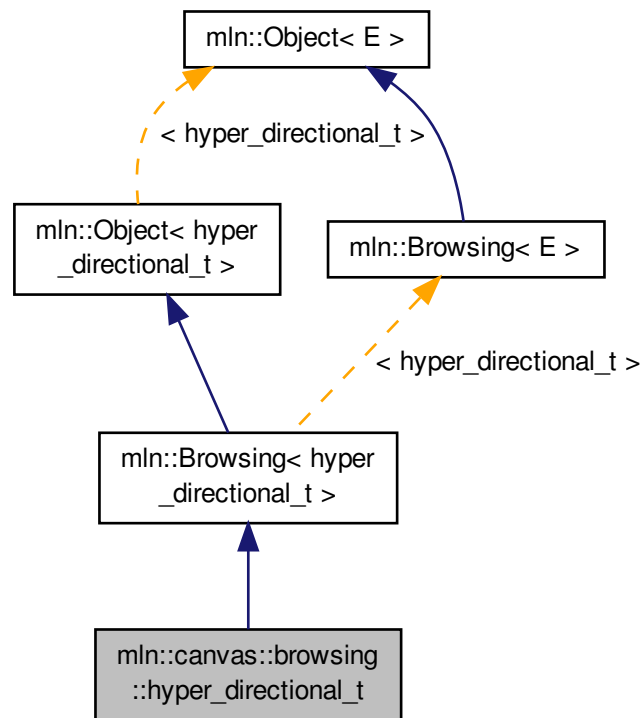 mln::Object< E >
< hyper_directional_t >
mln::Object< hyper
_directional_t >
mln::Browsing< E >
< hyper_directional_t >
mln::Browsing< hyper
_directional_t >
mln::canvas::browsing
::hyper_directional_t